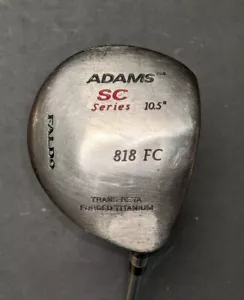 ADAMS
SC
Series 10.5°
FALDO
818 FC
TRANS-BETA
FORGED TITANIUM